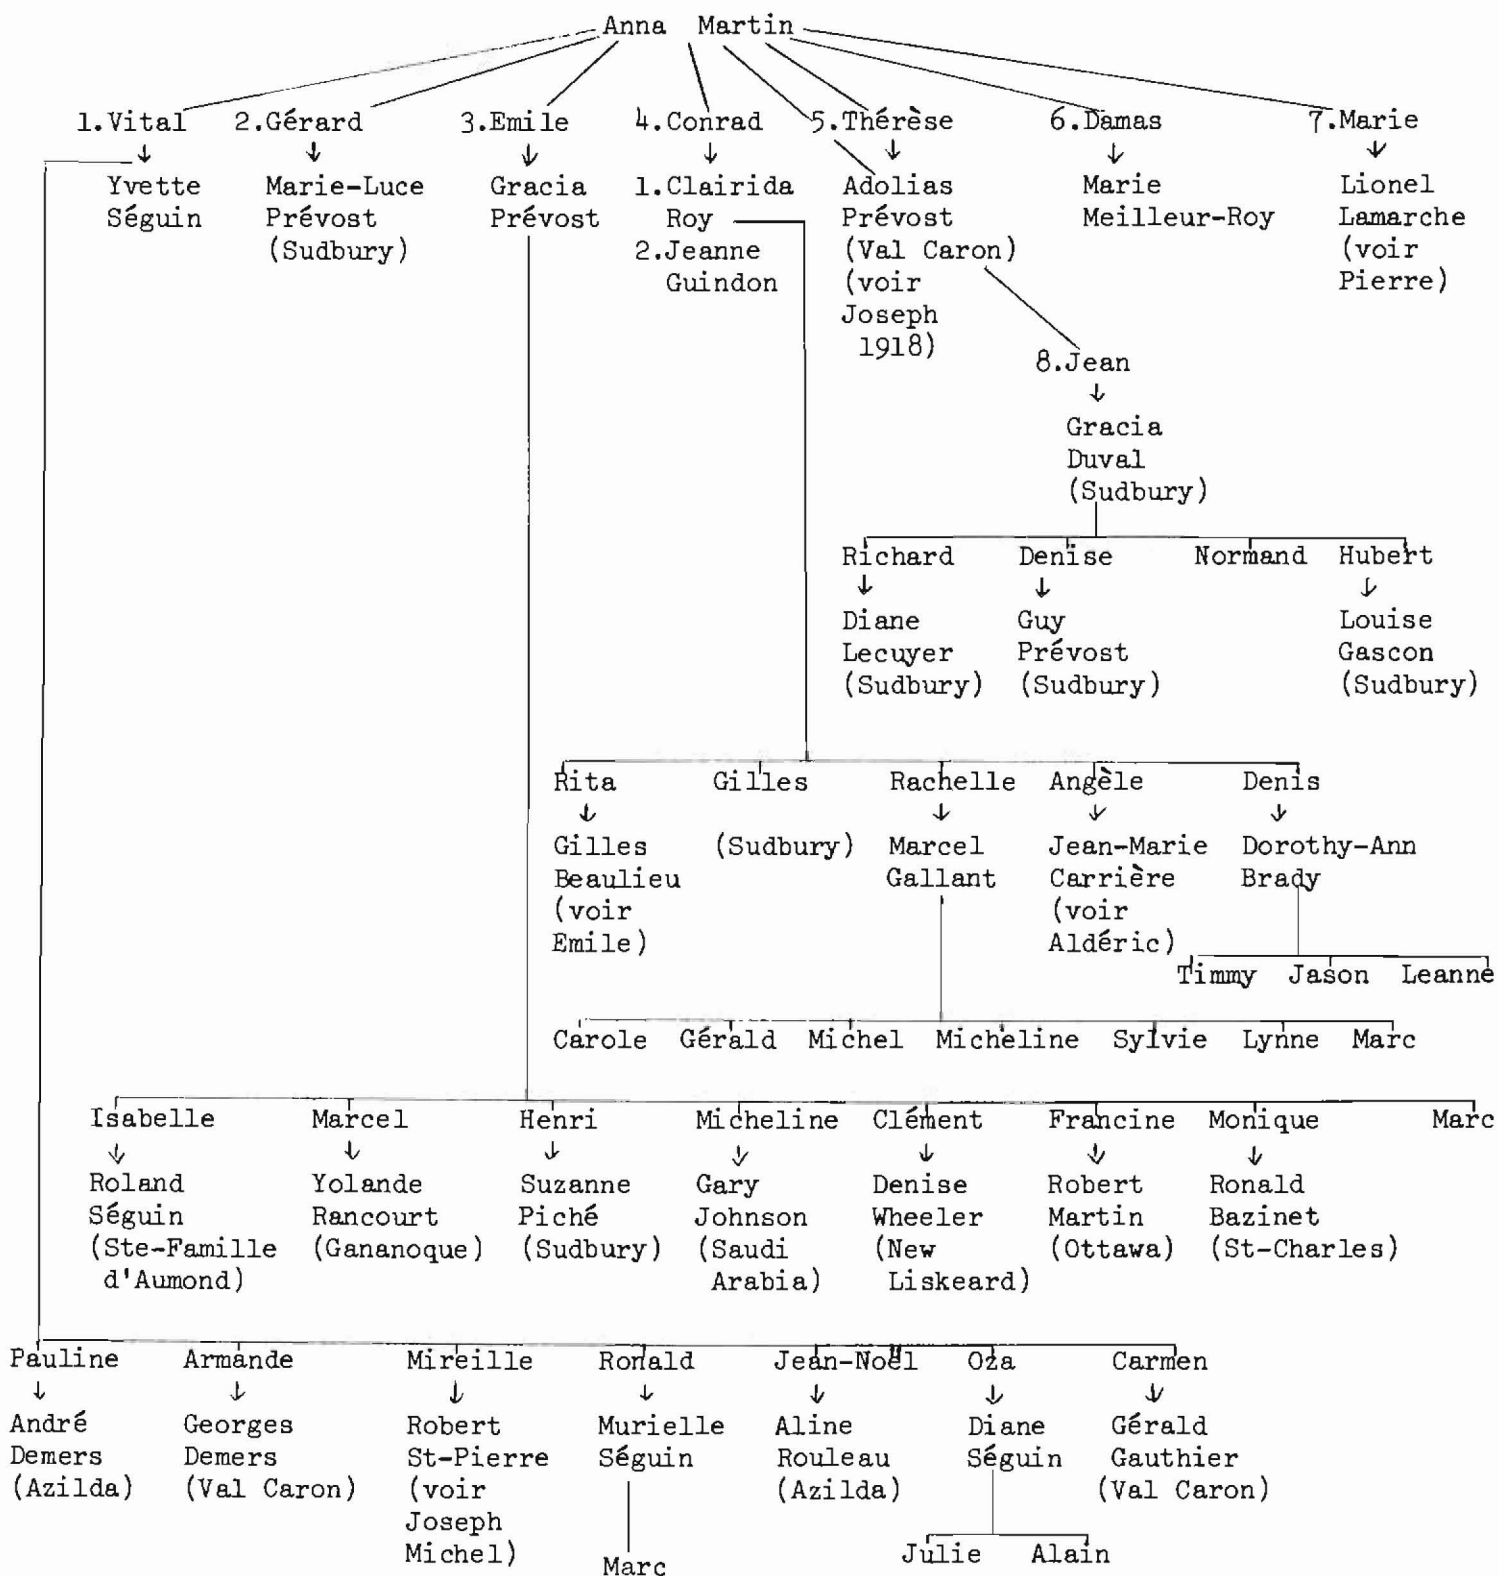 Anna Martin
1.Vital 2.Gérard 3.Emile 4.Conrad 5.Thérèse 6.Damas 7.Marie
Yvette Marie-Luce Gracia 1.Clairida Adolias Marie Lionel
Séguin Prévost Prévost Roy Prévost Meilleur-Roy Lamarche
(Sudbury) 2.Jeanne (Val Caron) (voir
Guindon (voir Pierre)
Joseph
1918)
8.Jean
Gracia
Duval
(Sudbury)
Richard Denise Normand Hubert
Diane Guy Louise
Lecuyer Prévost Gascon
(Sudbury) (Sudbury) (Sudbury)
Rita Gilles Rachelle Angèle Denis
Gilles (Sudbury) Marcel Jean-Marie Dorothy-Ann
Beaulieu Gallant Carrière Brady
(voir (voir
Emile) Aldéric)
Timmy Jason Leanne
Carole Gérald Michel Micheline Sylvie Lynne Marc
Isabelle Marcel Henri Micheline Clément Francine Monique Marc
Roland Yolande Suzanne Gary Denise Robert Ronald
Séguin Rancourt Piché Johnson Wheeler Martin Bazinet
(Ste-Famille (Gananoque) (Sudbury) (Saudi (New (Ottawa) (St-Charles)
d'Aumond) Arabia) Liskeard)
Pauline Armande Mireille Ronald Jean-Noël Oza Carmen
André Georges Robert Murielle Aline Diane Gérald
Demers Demers St-Pierre Séguin Rouleau Séguin Gauthier
(Azilda) (Val Caron) (voir (Azilda) (Val Caron)
Joseph
Michel)
Julie Alain
Marc